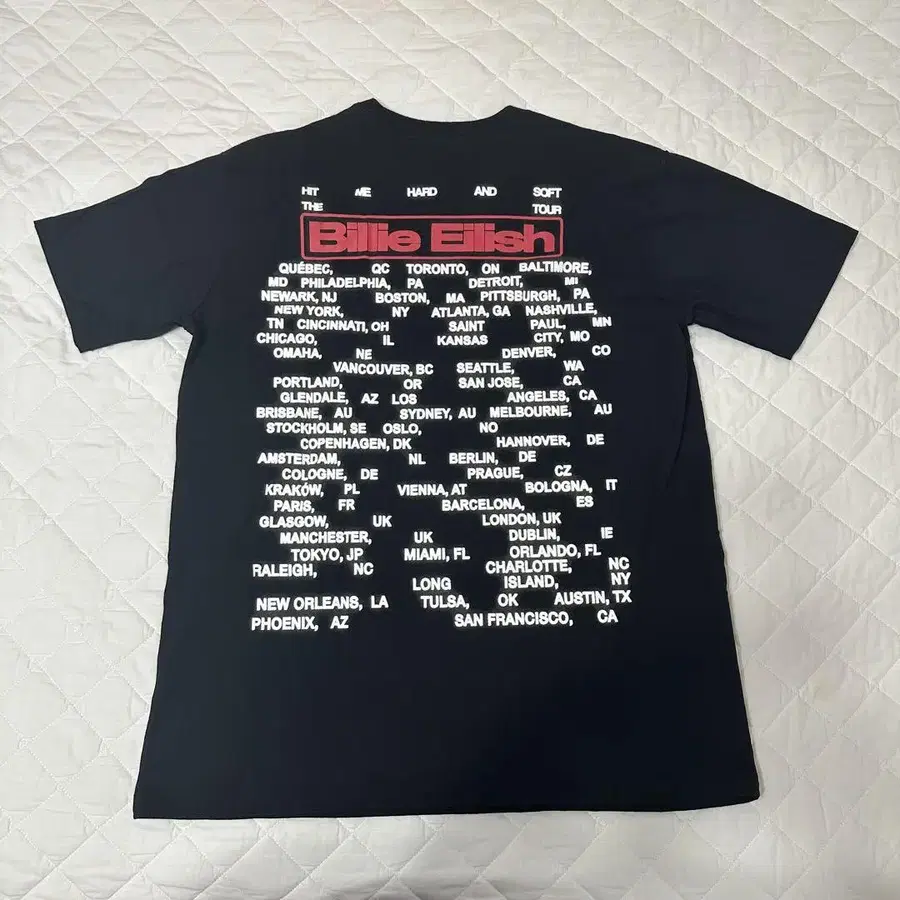 HIT ME HARD AND SOFT
THE TOUR
Billie Eilish
QUÉBEC, QC TORONTO, ON BALTIMORE,
MD PHILADELPHIA, PA DETROIT, MI
NEWARK, NJ BOSTON, MA PITTSBURGH, PA
NEW YORK, NY ATLANTA, GA NASHVILLE,
TN CINCINNATI, OH SAINT PAUL, MN
CHICAGO, IL KANSAS CITY, MO
OMAHA, NE DENVER, CO
VANCOUVER, BC SEATTLE, WA
PORTLAND, OR SAN JOSE, CA
GLENDALE, AZ LOS ANGELES, CA
BRISBANE, AU SYDNEY, AU MELBOURNE, AU
STOCKHOLM, SE OSLO, NO
COPENHAGEN, DK HANNOVER, DE
AMSTERDAM, NL BERLIN, DE
COLOGNE, DE PRAGUE, CZ
KRAKÓW, PL VIENNA, AT BOLOGNA, IT
PARIS, FR BARCELONA, ES
GLASGOW, UK LONDON, UK
MANCHESTER, UK DUBLIN, IE
TOKYO, JP MIAMI, FL ORLANDO, FL
RALEIGH, NC CHARLOTTE, NC
LONG ISLAND, NY
NEW ORLEANS, LA TULSA, OK AUSTIN, TX
PHOENIX, AZ SAN FRANCISCO, CA